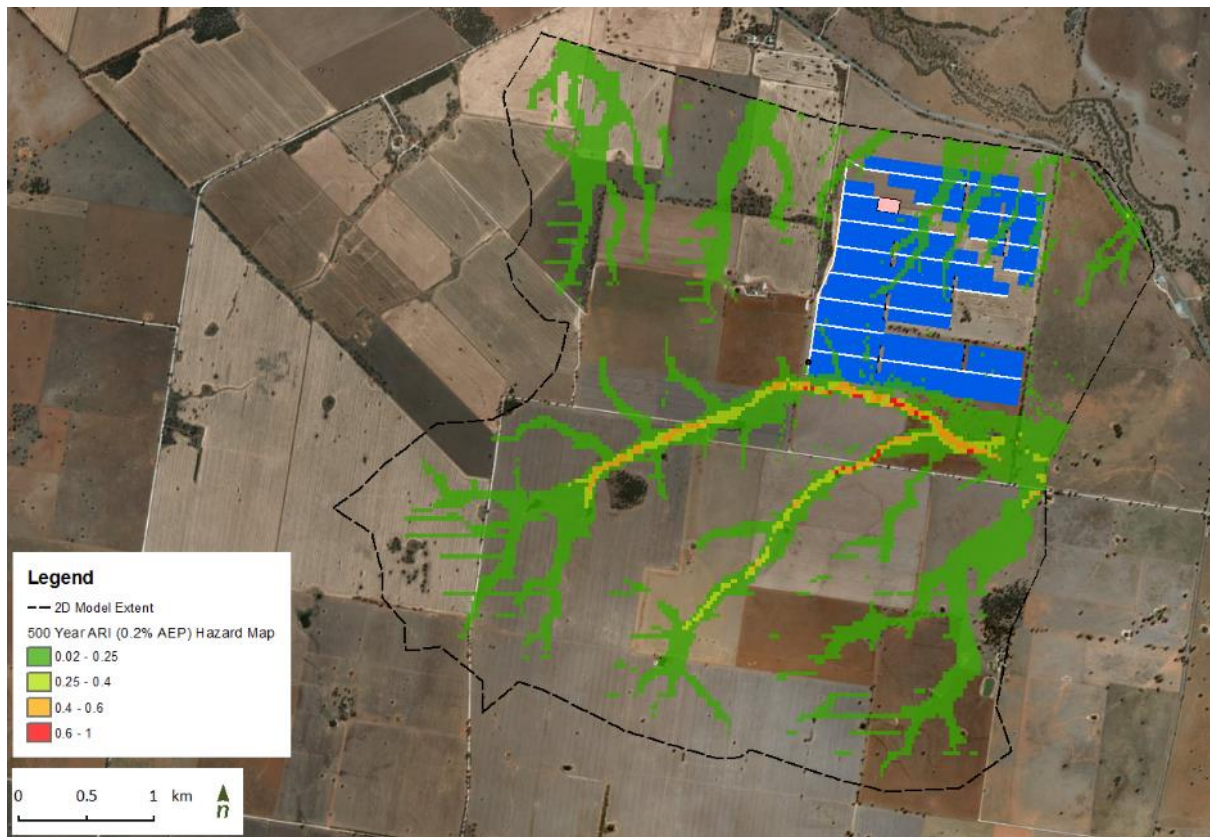 Legend
2D Model Extent
500 Year ARI (0.2% AEP) Hazard Map
0.02 - 0.25
0.25 - 0.4
0.4 - 0.6
0.6 - 1
0 0.5 1 km
n